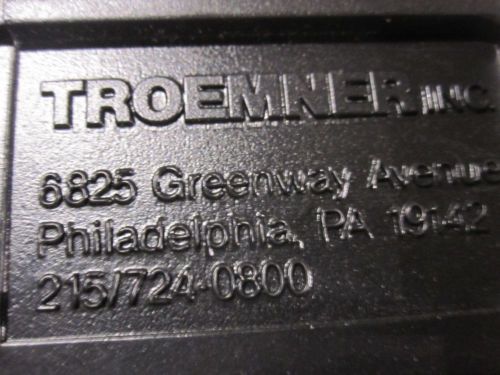 TROEMNER INC.
6825 Greenway Avenue
Philadelphia, PA 19142
215/724-0800